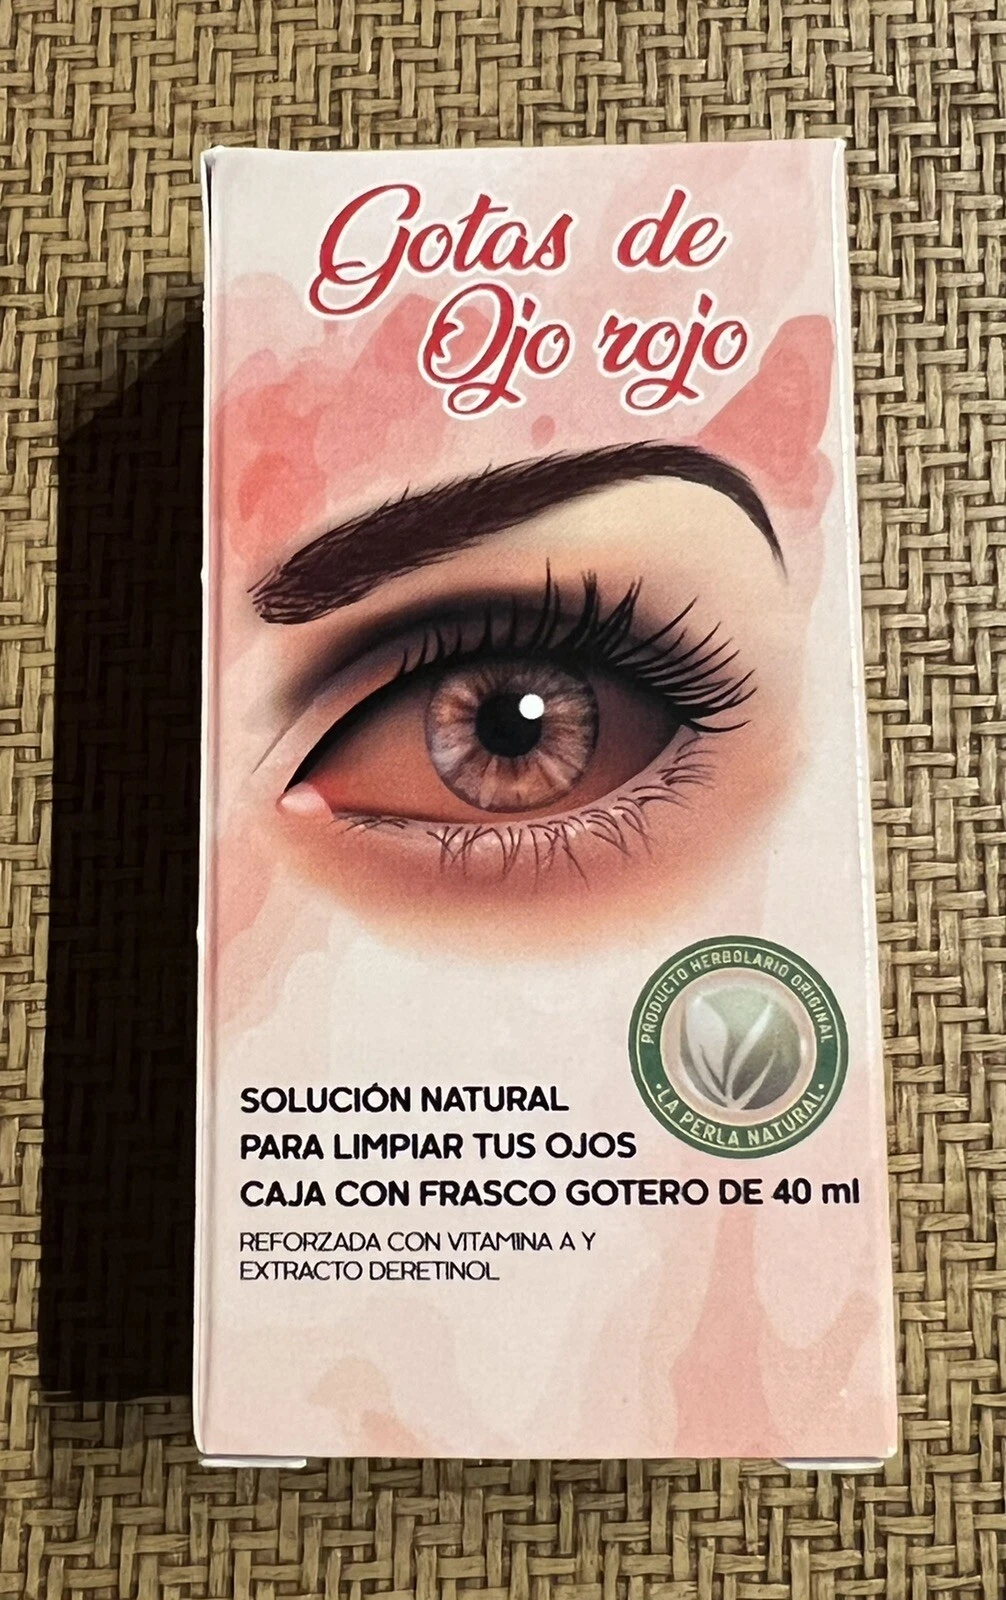 Gotas de
Ojo rojo
PRODUCTO HERBOLARIO ORIGINAL
• LA PERLA NATURAL •
SOLUCIÓN NATURAL
PARA LIMPIAR TUS OJOS
CAJA CON FRASCO GOTERO DE 40 ml
REFORZADA CON VITAMINA A Y
EXTRACTO DERETINOL